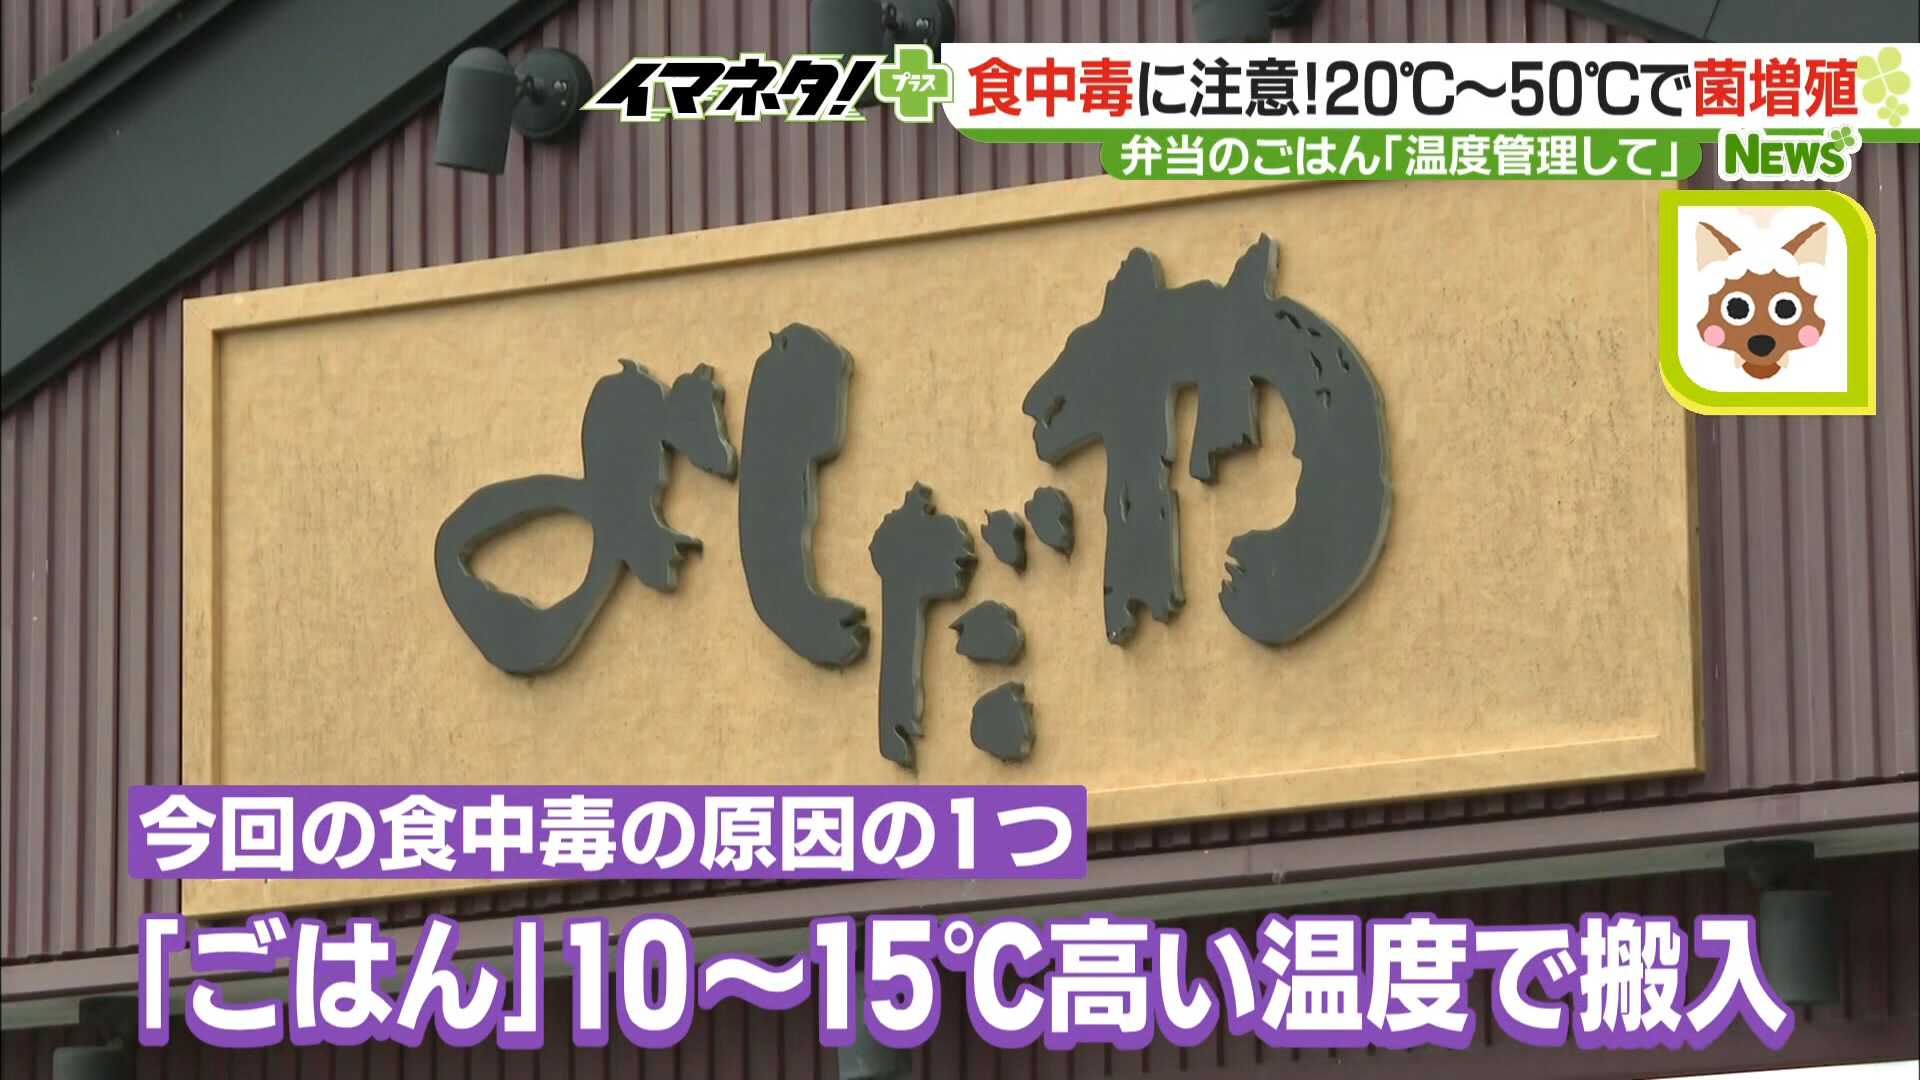 イマネタ!プラス
食中毒に注意!20℃~50℃で菌増殖
弁当のごはん「温度管理して」
NEWS
よしだや
今回の食中毒の原因の1つ
「ごはん」10~15℃高い温度で搬入